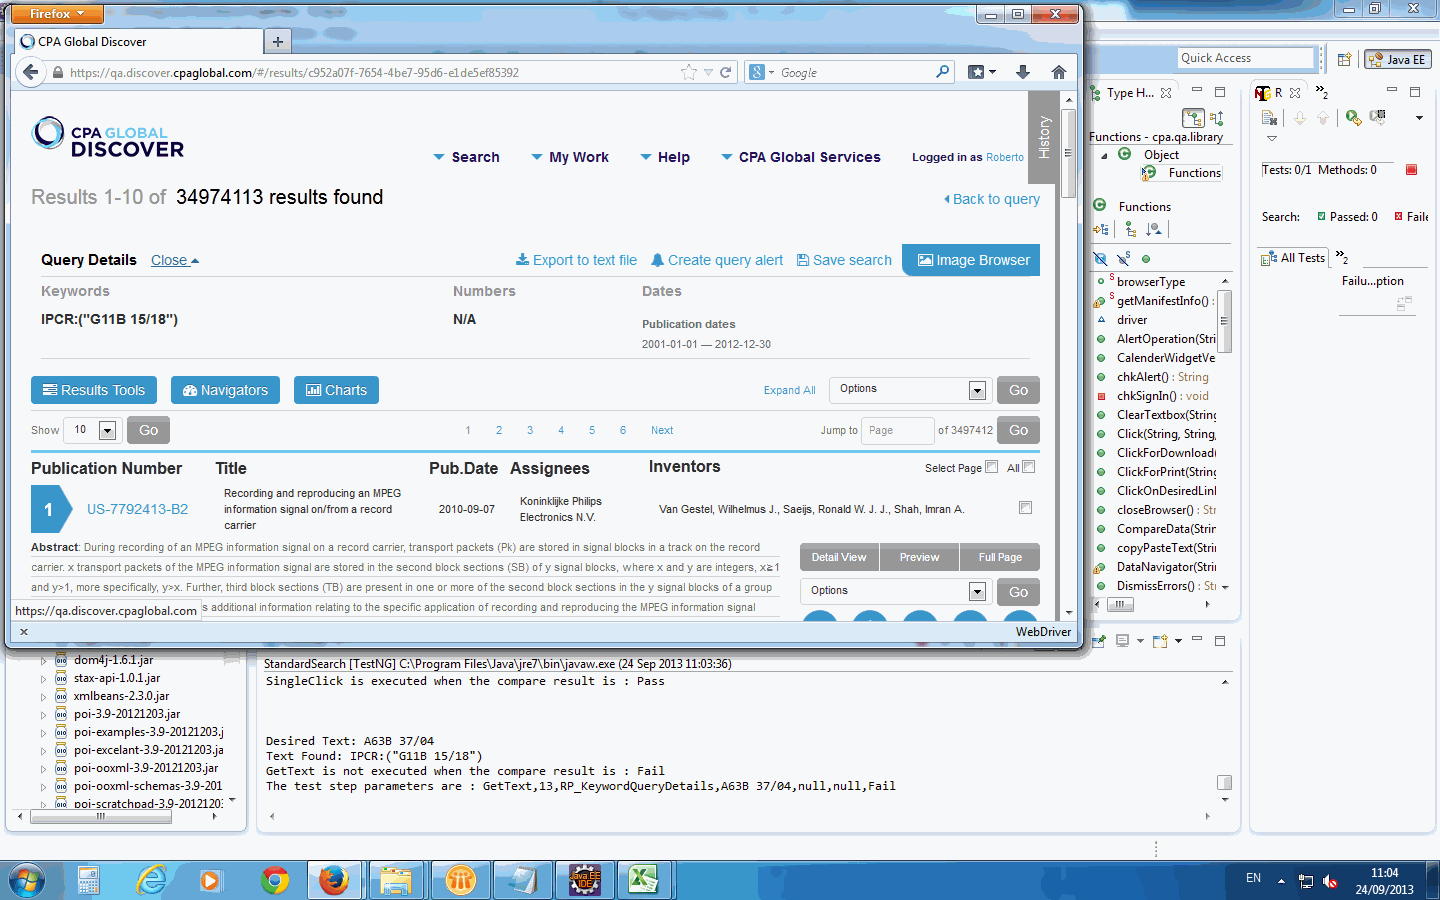 Firefox
CPA Global Discover
https://qa.discover.cpaglobal.com/#/results/c952a07f-7654-4be7-95d6-e1de5ef85392
Google
CPA GLOBAL
DISCOVER
Search
My Work
Help
CPA Global Services
Logged in as Roberto
History
Results 1-10 of 34974113 results found
Back to query
Query Details Close
Export to text file
Create query alert
Save search
Image Browser
Keywords
Numbers
Dates
IPCR:("G11B 15/18")
N/A
Publication dates
2001-01-01 — 2012-12-30
Results Tools
Navigators
Charts
Expand All
Options
Go
Show 10 Go
1 2 3 4 5 6 Next
Jump to Page of 3497412 Go
Publication Number
Title
Pub.Date
Assignees
Inventors
Select Page
All
1
US-7792413-B2
Recording and reproducing an MPEG
information signal on/from a record
carrier
2010-09-07
Koninklijke Philips
Electronics N.V.
Van Gestel, Wilhelmus J., Saeijs, Ronald W. J. J., Shah, Imran A.
Abstract: During recording of an MPEG information signal on a record carrier, transport packets (Pk) are stored in signal blocks in a track on the record
carrier. x transport packets of the MPEG information signal are stored in the second block sections (SB) of y signal blocks, where x and y are integers, x≧1
and y>1, more specifically, y>x. Further, third block sections (TB) are present in one or more of the second block sections in the y signal blocks of a group
s additional information relating to the specific application of recording and reproducing the MPEG information signal
Detail View
Preview
Full Page
Options
Go
https://qa.discover.cpaglobal.com
x
WebDriver
Quick Access
Java EE
Type H...
Functions - cpa.qa.library
Object
Functions
Functions
browserType
getManifestInfo() :
driver
AlertOperation(Stri
CalenderWidgetVe
chkAlert() : String
chkSignIn() : void
ClearTextbox(String
Click(String, String,
ClickForDownload(
ClickForPrint(String
ClickOnDesiredLinl
closeBrowser() : Str
CompareData(Strin
copyPasteText(Strin
DataNavigator(Strin
DismissErrors() : Str
R
2
Tests: 0/1 Methods: 0
Search:
Passed: 0
Faile
All Tests
2
Failu...ption
dom4j-1.6.1.jar
stax-api-1.0.1.jar
xmlbeans-2.3.0.jar
poi-3.9-20121203.jar
poi-examples-3.9-20121203.j
poi-excelant-3.9-20121203.ja
poi-ooxml-3.9-20121203.jar
poi-ooxml-schemas-3.9-201
poi-scratchpad-3.9-2012120
StandardSearch [TestNG] C:\Program Files\Java\jre7\bin\javaw.exe (24 Sep 2013 11:03:36)
SingleClick is executed when the compare result is : Pass
Desired Text: A63B 37/04
Text Found: IPCR:("G11B 15/18")
GetText is not executed when the compare result is : Fail
The test step parameters are : GetText,13,RP_KeywordQueryDetails,A63B 37/04,null,null,Fail
Java EE
IDE
EN
11:04
24/09/2013